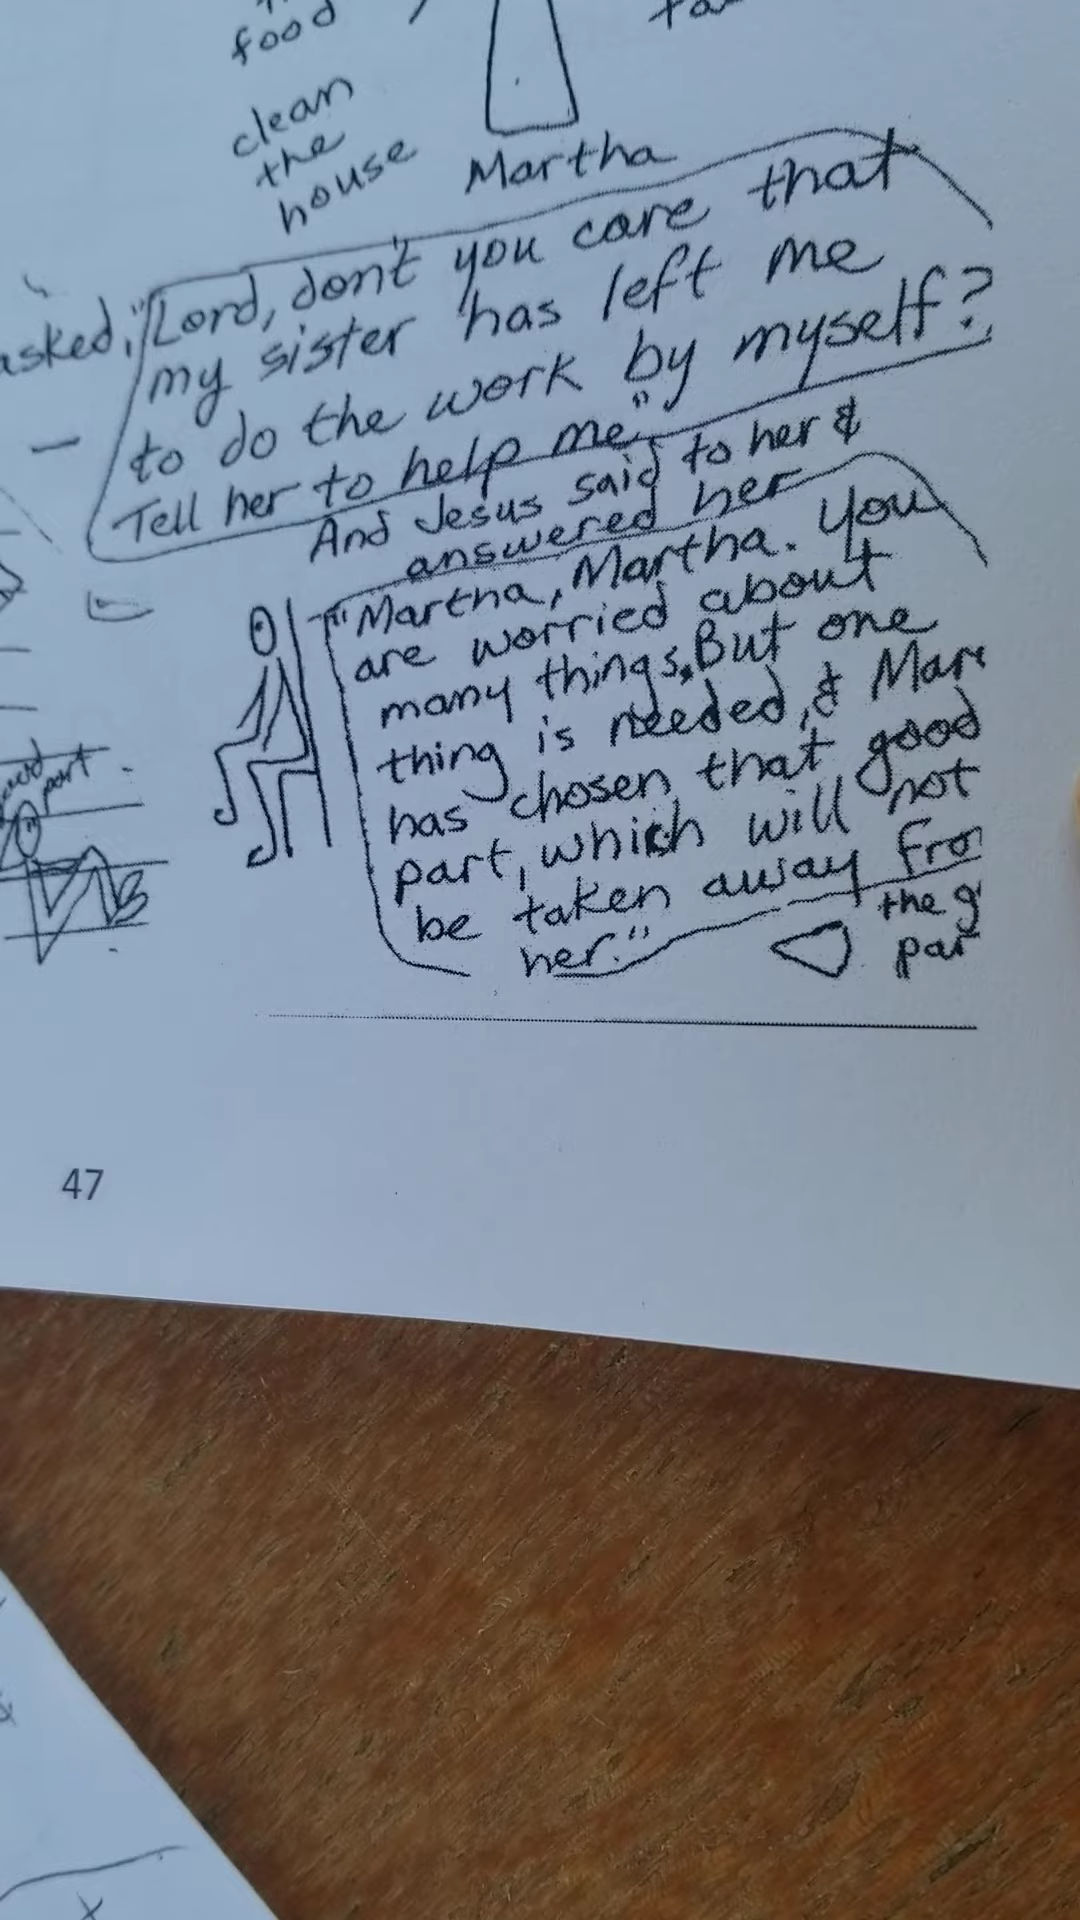 food
clean
the
house
Martha
asked, "Lord, don't you care that
my sister has left me
to do the work by myself?
Tell her to help me"
And Jesus said to her &
answered her
"Martha, Martha. You
are worried about
many things. But one
thing is needed, &
has chosen that good
part, which will not
be taken away
her."
the
part.
47